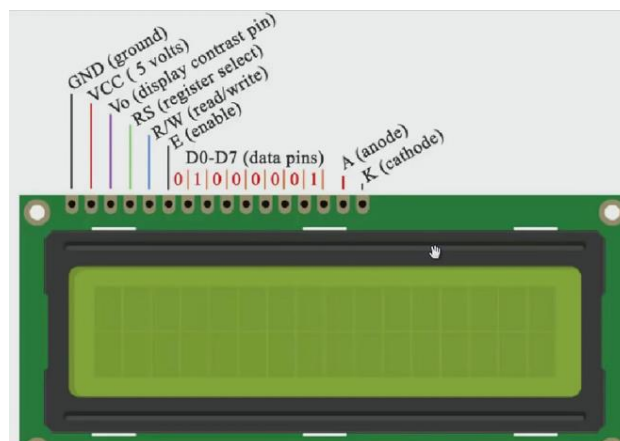 GND (ground)
VCC ( 5 volts)
Vo (display contrast pin)
RS (register select)
R/W (read/write)
E (enable)
D0-D7 (data pins)
0 1 0 0 0 0 0 1
A (anode)
K (cathode)